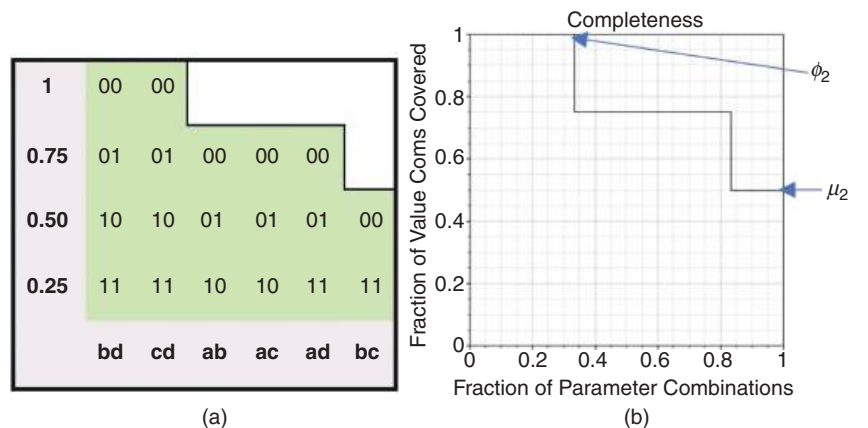 1 00 00
0.75 01 01 00 00 00
0.50 10 10 01 01 01 00
0.25 11 11 10 10 11 11
bd cd ab ac ad bc
(a)
Completeness
1
0.8
0.6
0.4
0.2
0
Fraction of Value Coms Covered
0 0.2 0.4 0.6 0.8 1
Fraction of Parameter Combinations
ϕ₂
μ₂
(b)